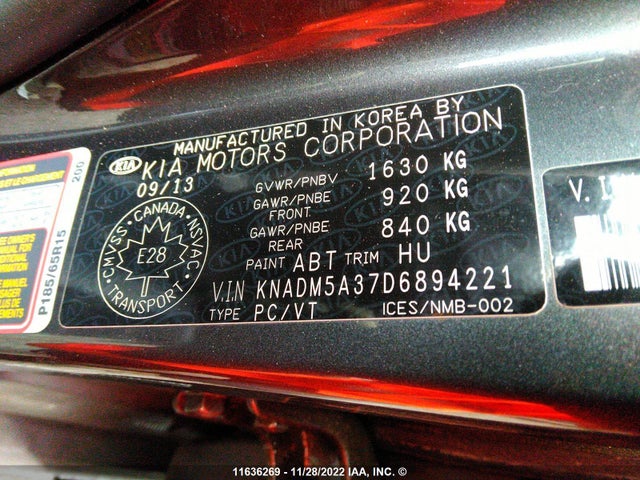 MANUFACTURED IN KOREA BY
KIA KIA MOTORS CORPORATION
09/13
GVWR/PNBV 1630 KG
GAWR/PNBE FRONT 920 KG
GAWR/PNBE REAR 840 KG
PAINT ABT TRIM HU
V.I.N KNADM5A37D6894221
TYPE PC/VT ICES/NMB-002
CANADA
CMVSS NSVAC
E28
TRANSPORT
200
P185/65R15
V.I
11636269 - 11/28/2022 IAA, INC. ©